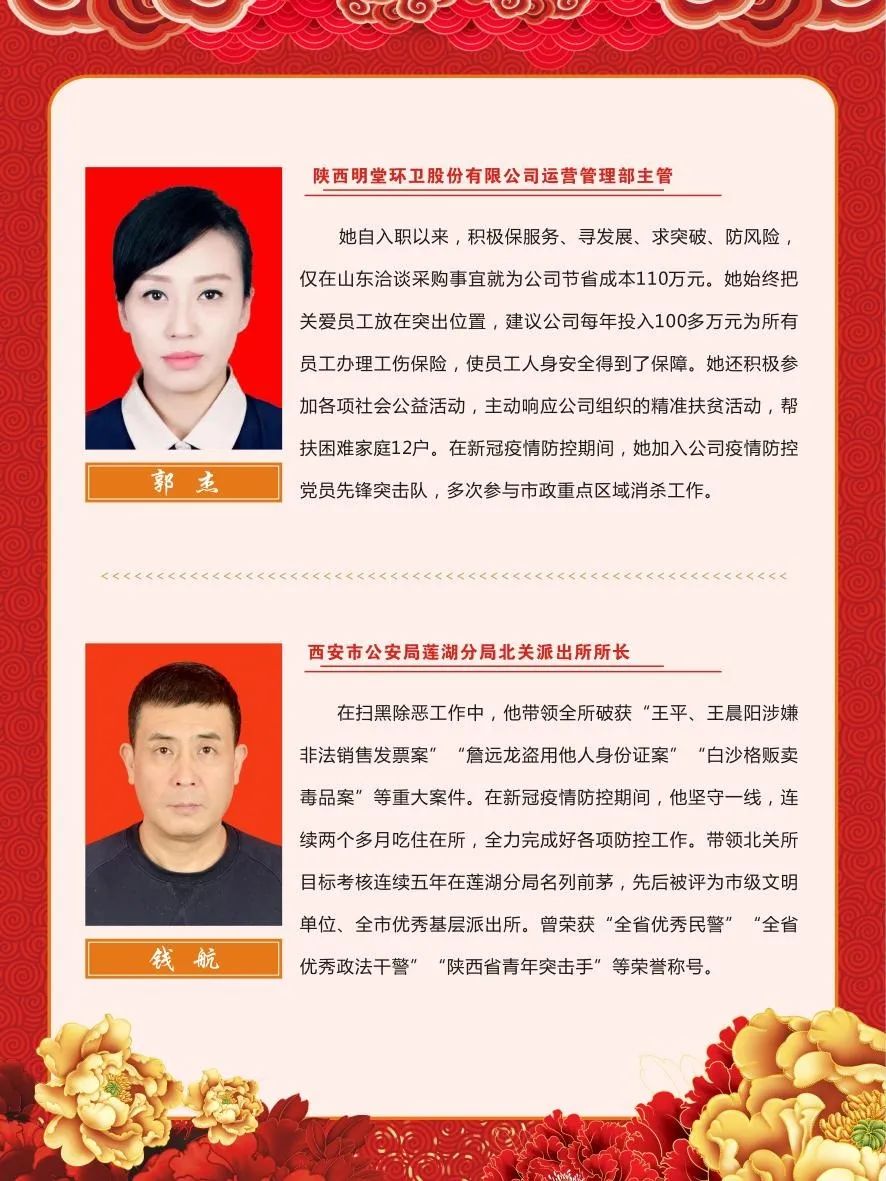 陕西明堂环卫股份有限公司运营管理部主管
她自入职以来，积极保服务、寻发展、求突破、防风险，
仅在山东洽谈采购事宜就为公司节省成本110万元。她始终把
关爱员工放在突出位置，建议公司每年投入100多万元为所有
员工办理工伤保险，使员工人身安全得到了保障。她还积极参
加各项社会公益活动，主动响应公司组织的精准扶贫活动，帮
扶困难家庭12户。在新冠疫情防控期间，她加入公司疫情防控
党员先锋突击队，多次参与市政重点区域消杀工作。
郭 杰
西安市公安局莲湖分局北关派出所所长
在扫黑除恶工作中，他带领全所破获“王平、王晨阳涉嫌
非法销售发票案”“詹远龙盗用他人身份证案”“白沙格贩卖
毒品案”等重大案件。在新冠疫情防控期间，他坚守一线，连
续两个多月吃住在所，全力完成好各项防控工作。带领北关所
目标考核连续五年在莲湖分局名列前茅，先后被评为市级文明
单位、全市优秀基层派出所。曾荣获“全省优秀民警”“全省
优秀政法干警”“陕西省青年突击手”等荣誉称号。
钱 航